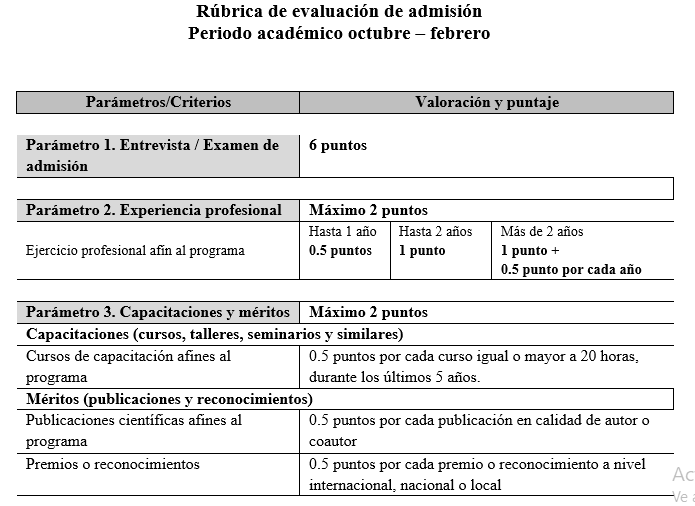 Rúbrica de evaluación de admisión
Periodo académico octubre – febrero
Parámetros/Criterios Valoración y puntaje
Parámetro 1. Entrevista / Examen de admisión 6 puntos
Parámetro 2. Experiencia profesional Máximo 2 puntos
Ejercicio profesional afín al programa
Hasta 1 año
0.5 puntos
Hasta 2 años
1 punto
Más de 2 años
1 punto +
0.5 punto por cada año
Parámetro 3. Capacitaciones y méritos Máximo 2 puntos
Capacitaciones (cursos, talleres, seminarios y similares)
Cursos de capacitación afines al
programa
0.5 puntos por cada curso igual o mayor a 20 horas,
durante los últimos 5 años.
Méritos (publicaciones y reconocimientos)
Publicaciones científicas afines al
programa
0.5 puntos por cada publicación en calidad de autor o
coautor
Premios o reconocimientos
0.5 puntos por cada premio o reconocimiento a nivel
internacional, nacional o local
Ac
Ve a